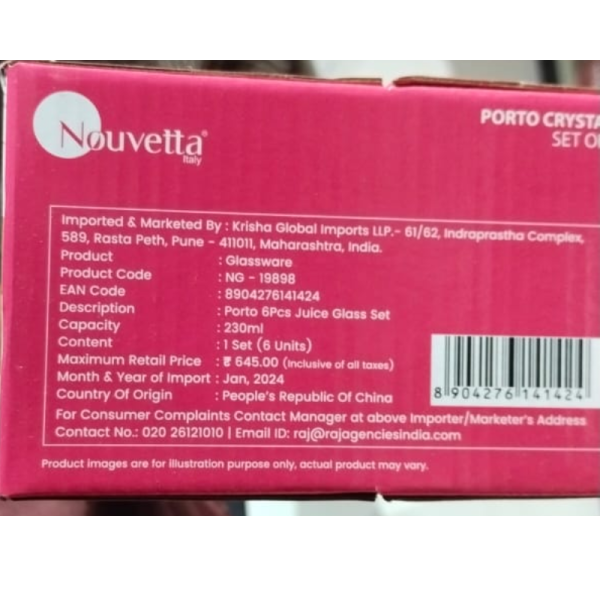 Nouvetta®
Italy
PORTO CRYSTA
SET O
Imported & Marketed By : Krisha Global Imports LLP.- 61/62, Indraprastha Complex,
589, Rasta Peth, Pune - 411011, Maharashtra, India.
Product : Glassware
Product Code : NG - 19898
EAN Code : 8904276141424
Description : Porto 6Pcs Juice Glass Set
Capacity : 230ml
Content : 1 Set (6 Units)
Maximum Retail Price : ₹ 645.00 (Inclusive of all taxes)
Month & Year of Import : Jan, 2024
Country Of Origin : People's Republic Of China
For Consumer Complaints Contact Manager at above Importer/Marketer's Address
Contact No.: 020 26121010 | Email ID: raj@rajagenciesindia.com
8 904276 141424
Product images are for illustration purpose only, actual product may vary.